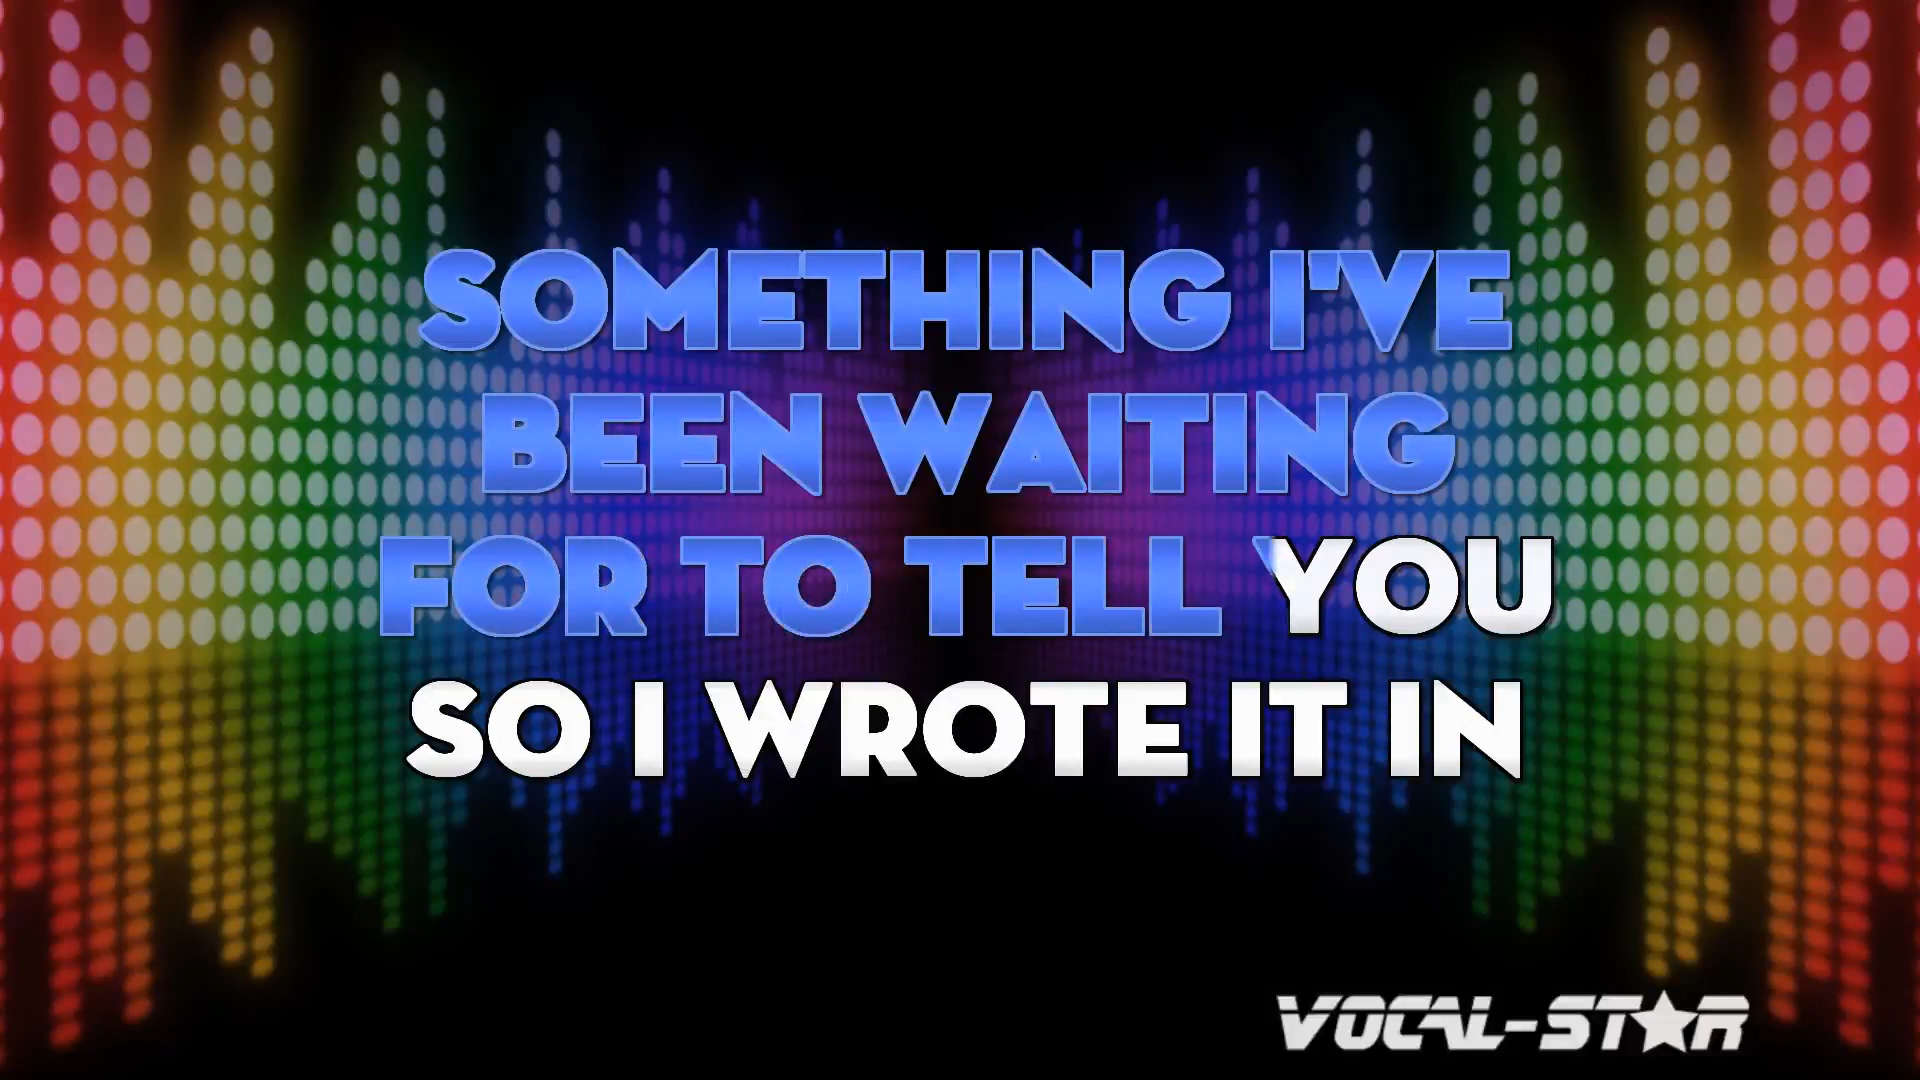 SOMETHING I'VE
BEEN WAITING
FOR TO TELL YOU
SO I WROTE IT IN
VOCAL-STAR